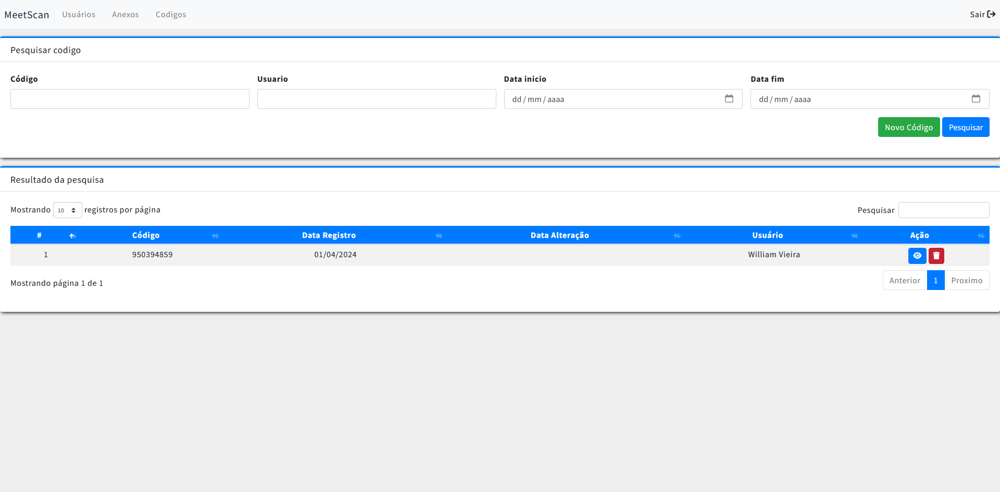 MeetScan Usuários Anexos Codigos Sair
Pesquisar codigo
Código Usuario Data inicio Data fim
dd/mm/aaaa dd/mm/aaaa
Novo Código Pesquisar
Resultado da pesquisa
Mostrando 10 registros por página Pesquisar
# Código Data Registro Data Alteração Usuário Ação
1 950394859 01/04/2024 William Vieira
Mostrando página 1 de 1 Anterior 1 Proximo